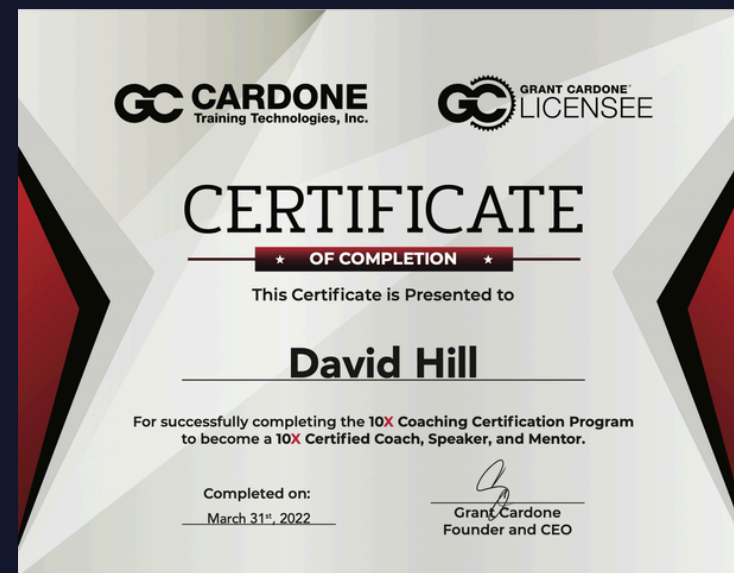 GC CARDONE
Training Technologies, Inc.
GC GRANT CARDONE
LICENSEE
CERTIFICATE
★ OF COMPLETION ★
This Certificate is Presented to
David Hill
For successfully completing the 10X Coaching Certification Program
to become a 10X Certified Coach, Speaker, and Mentor.
Completed on:
March 31st, 2022
Grant Cardone
Founder and CEO